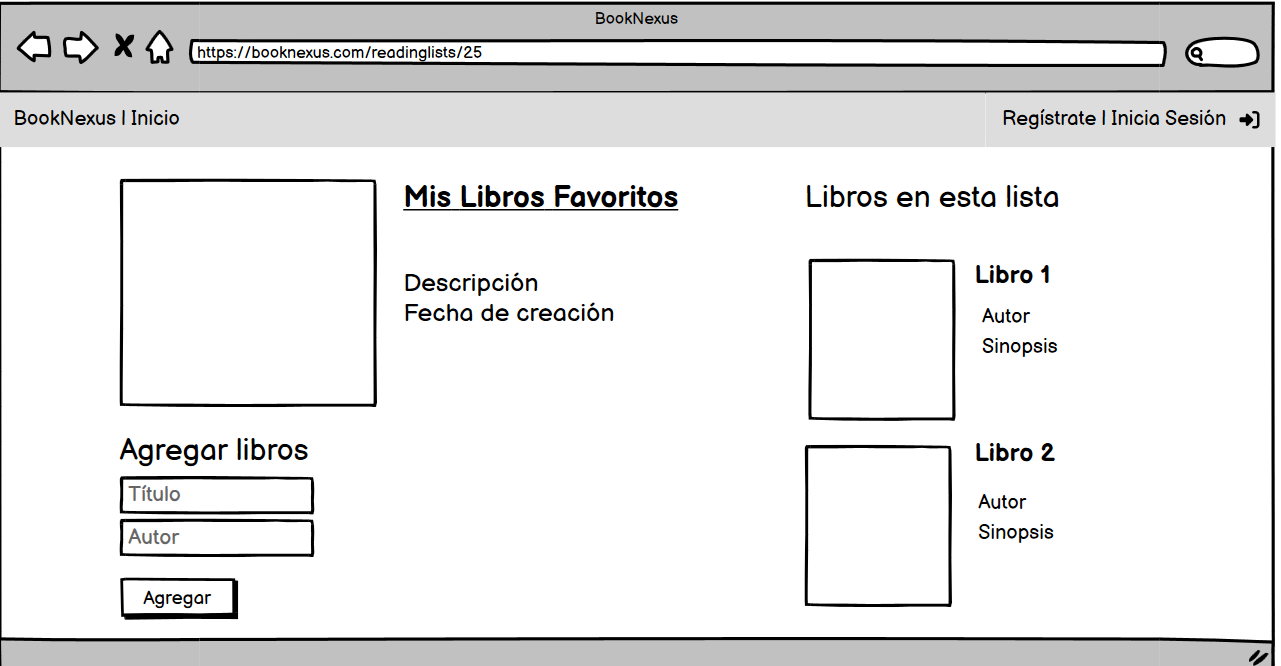 BookNexus
https://booknexus.com/readinglists/25
BookNexus | Inicio
Regístrate | Inicia Sesión
Mis Libros Favoritos
Descripción
Fecha de creación
Agregar libros
Título
Autor
Agregar
Libros en esta lista
Libro 1
Autor
Sinopsis
Libro 2
Autor
Sinopsis